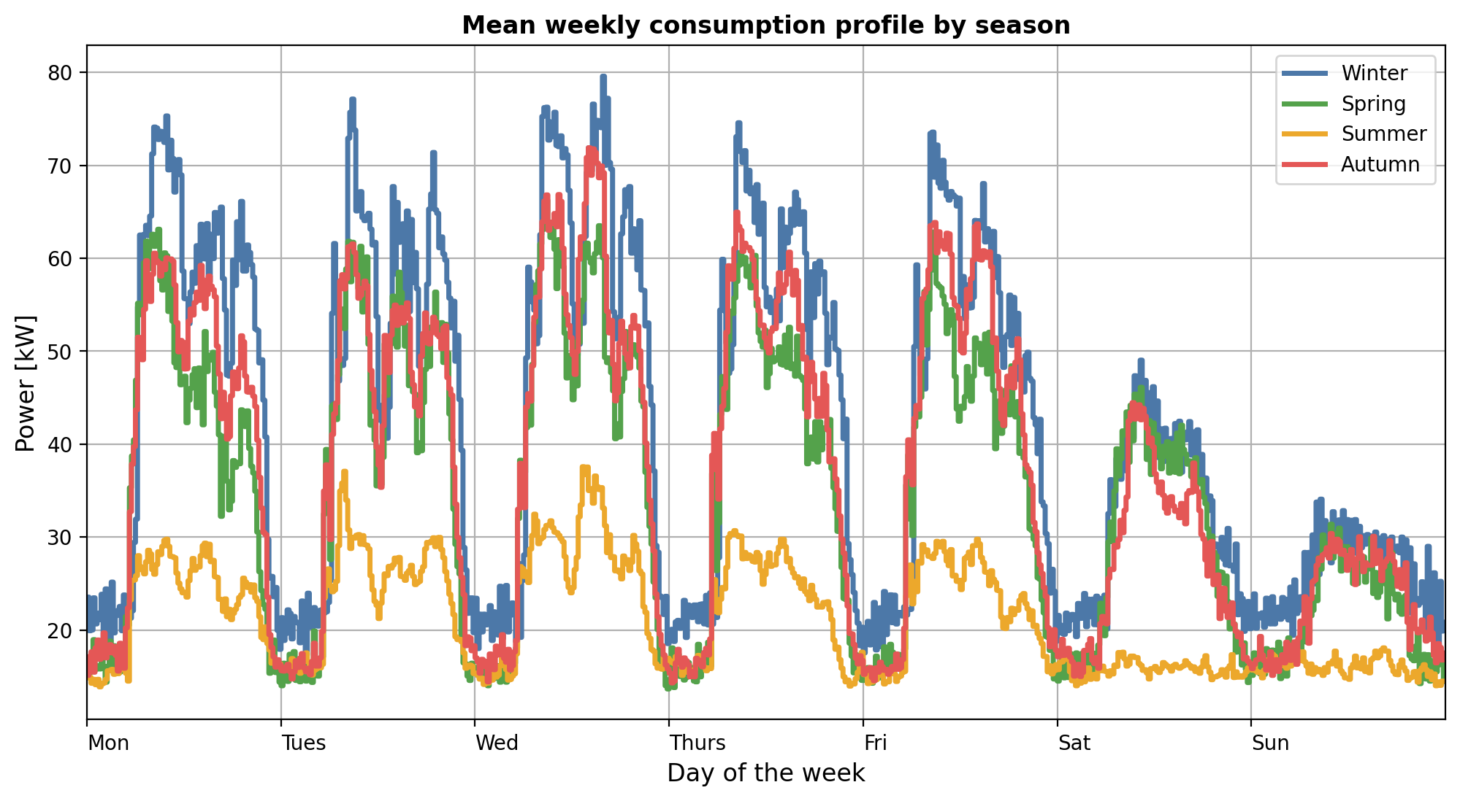 Mean weekly consumption profile by season
Winter
Spring
Summer
Autumn
80
70
60
50
40
30
20
Power [kW]
Mon Tues Wed Thurs Fri Sat Sun
Day of the week